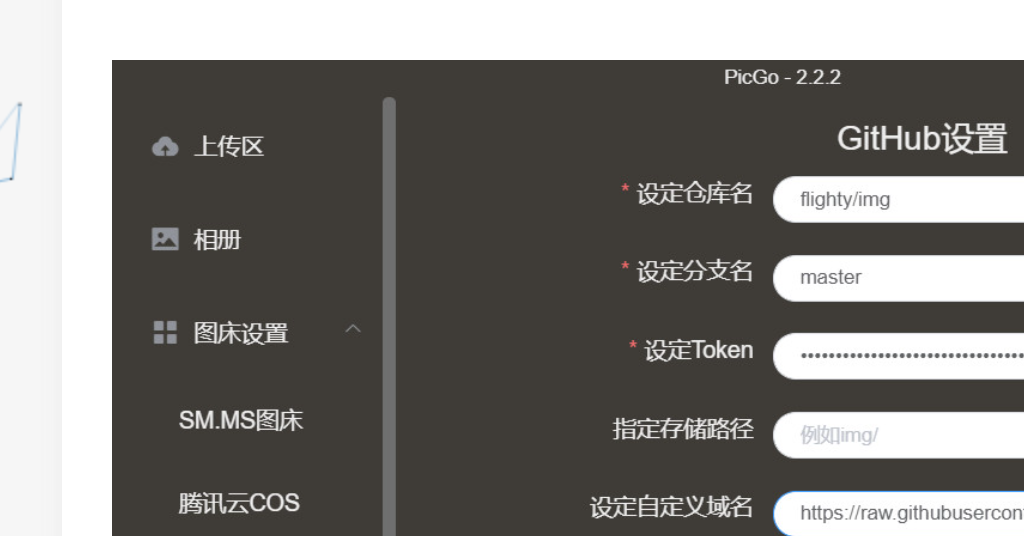 PicGo - 2.2.2
上传区
相册
图床设置
SM.MS图床
腾讯云COS
GitHub设置
* 设定仓库名
flighty/img
* 设定分支名
master
* 设定Token
指定存储路径
例如img/
设定自定义域名
https://raw.githubusercon